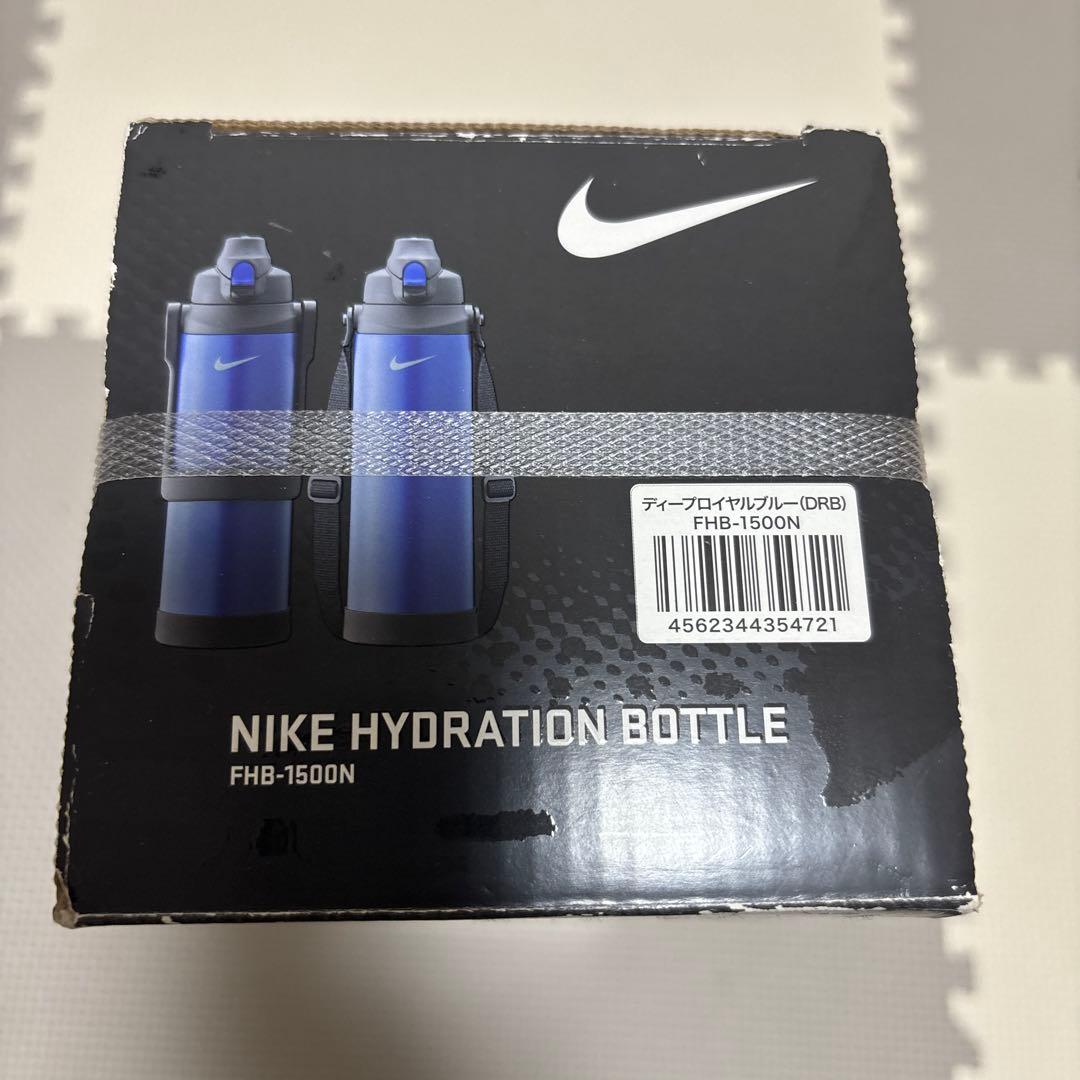 ディープロイヤルブルー(DRB)
FHB-1500N
4562344354721
NIKE HYDRATION BOTTLE
FHB-1500N